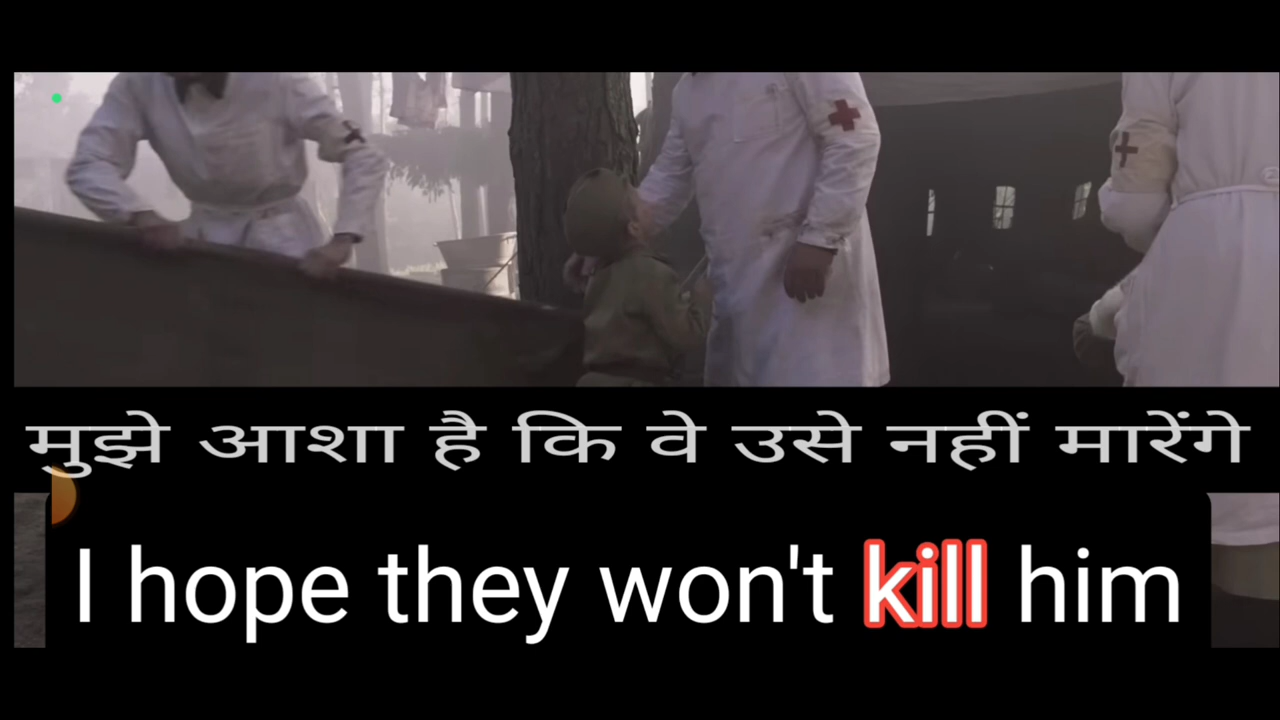 मुझे आशा है कि वे उसे नहीं मारेंगे
I hope they won't kill him